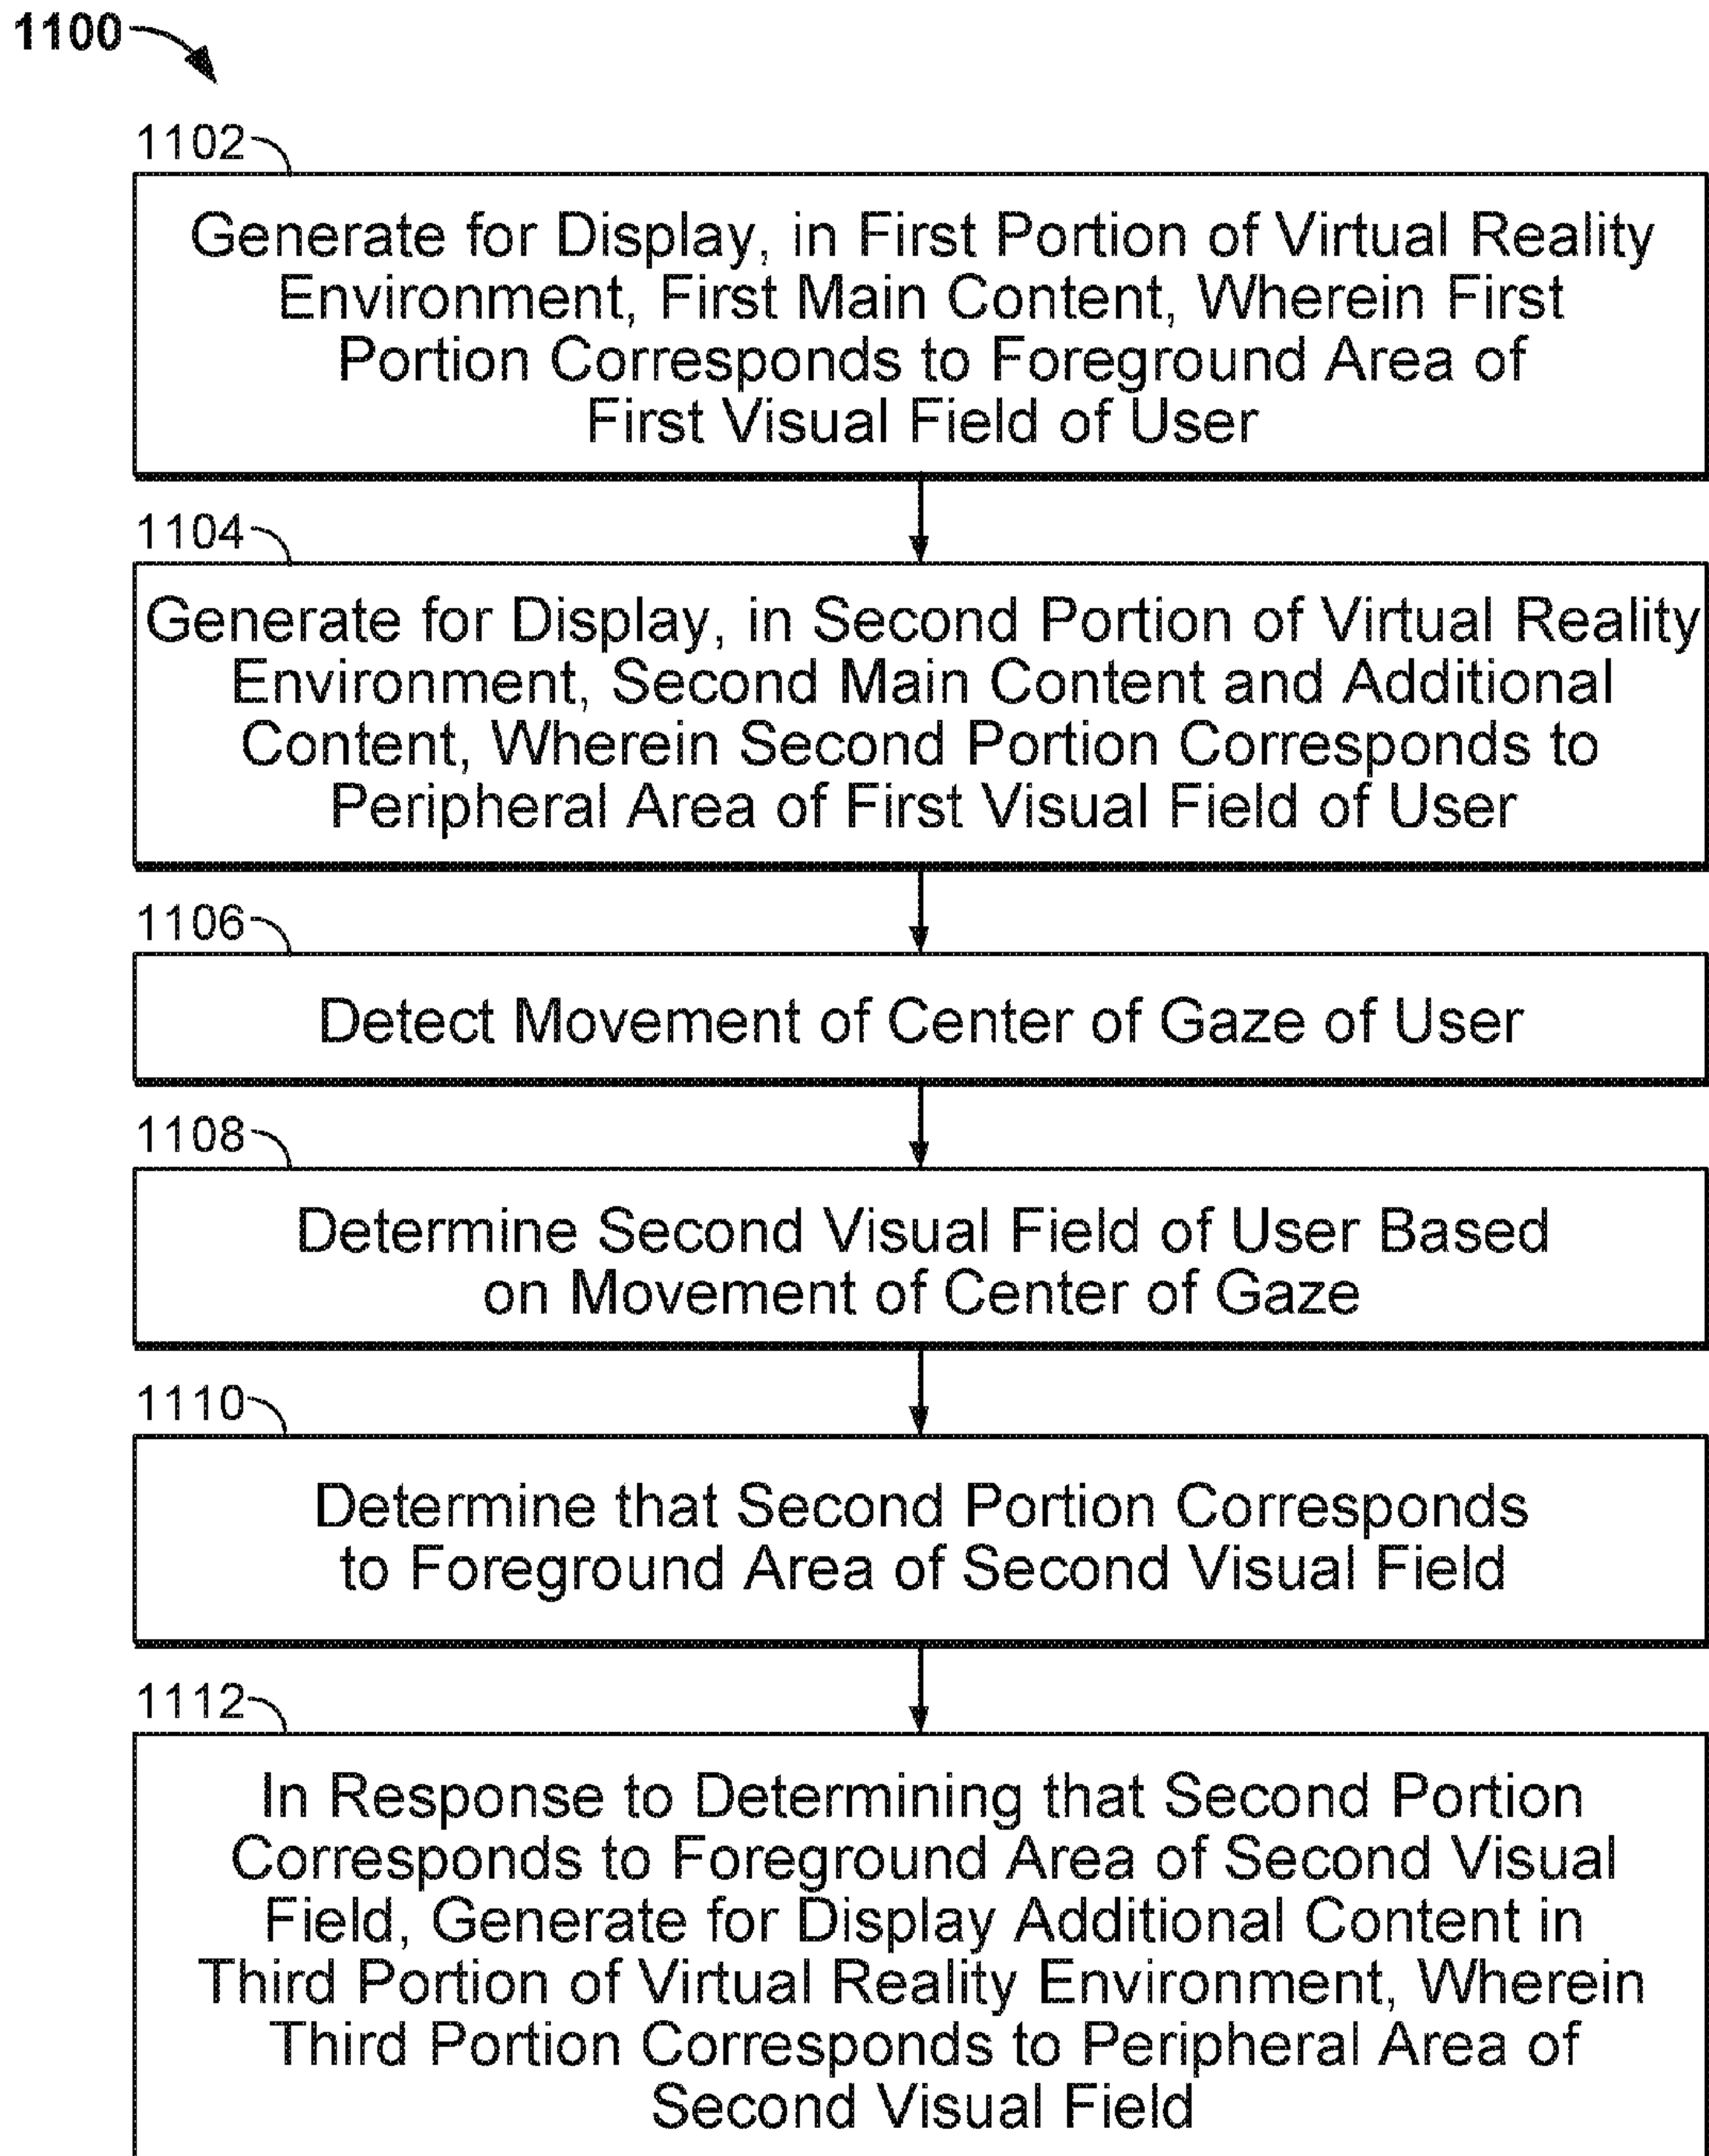 1100
1102
Generate for Display, in First Portion of Virtual Reality
Environment, First Main Content, Wherein First
Portion Corresponds to Foreground Area of
First Visual Field of User
1104
Generate for Display, in Second Portion of Virtual Reality
Environment, Second Main Content and Additional
Content, Wherein Second Portion Corresponds to
Peripheral Area of First Visual Field of User
1106
Detect Movement of Center of Gaze of User
1108
Determine Second Visual Field of User Based
on Movement of Center of Gaze
1110
Determine that Second Portion Corresponds
to Foreground Area of Second Visual Field
1112
In Response to Determining that Second Portion
Corresponds to Foreground Area of Second Visual
Field, Generate for Display Additional Content in
Third Portion of Virtual Reality Environment, Wherein
Third Portion Corresponds to Peripheral Area of
Second Visual Field